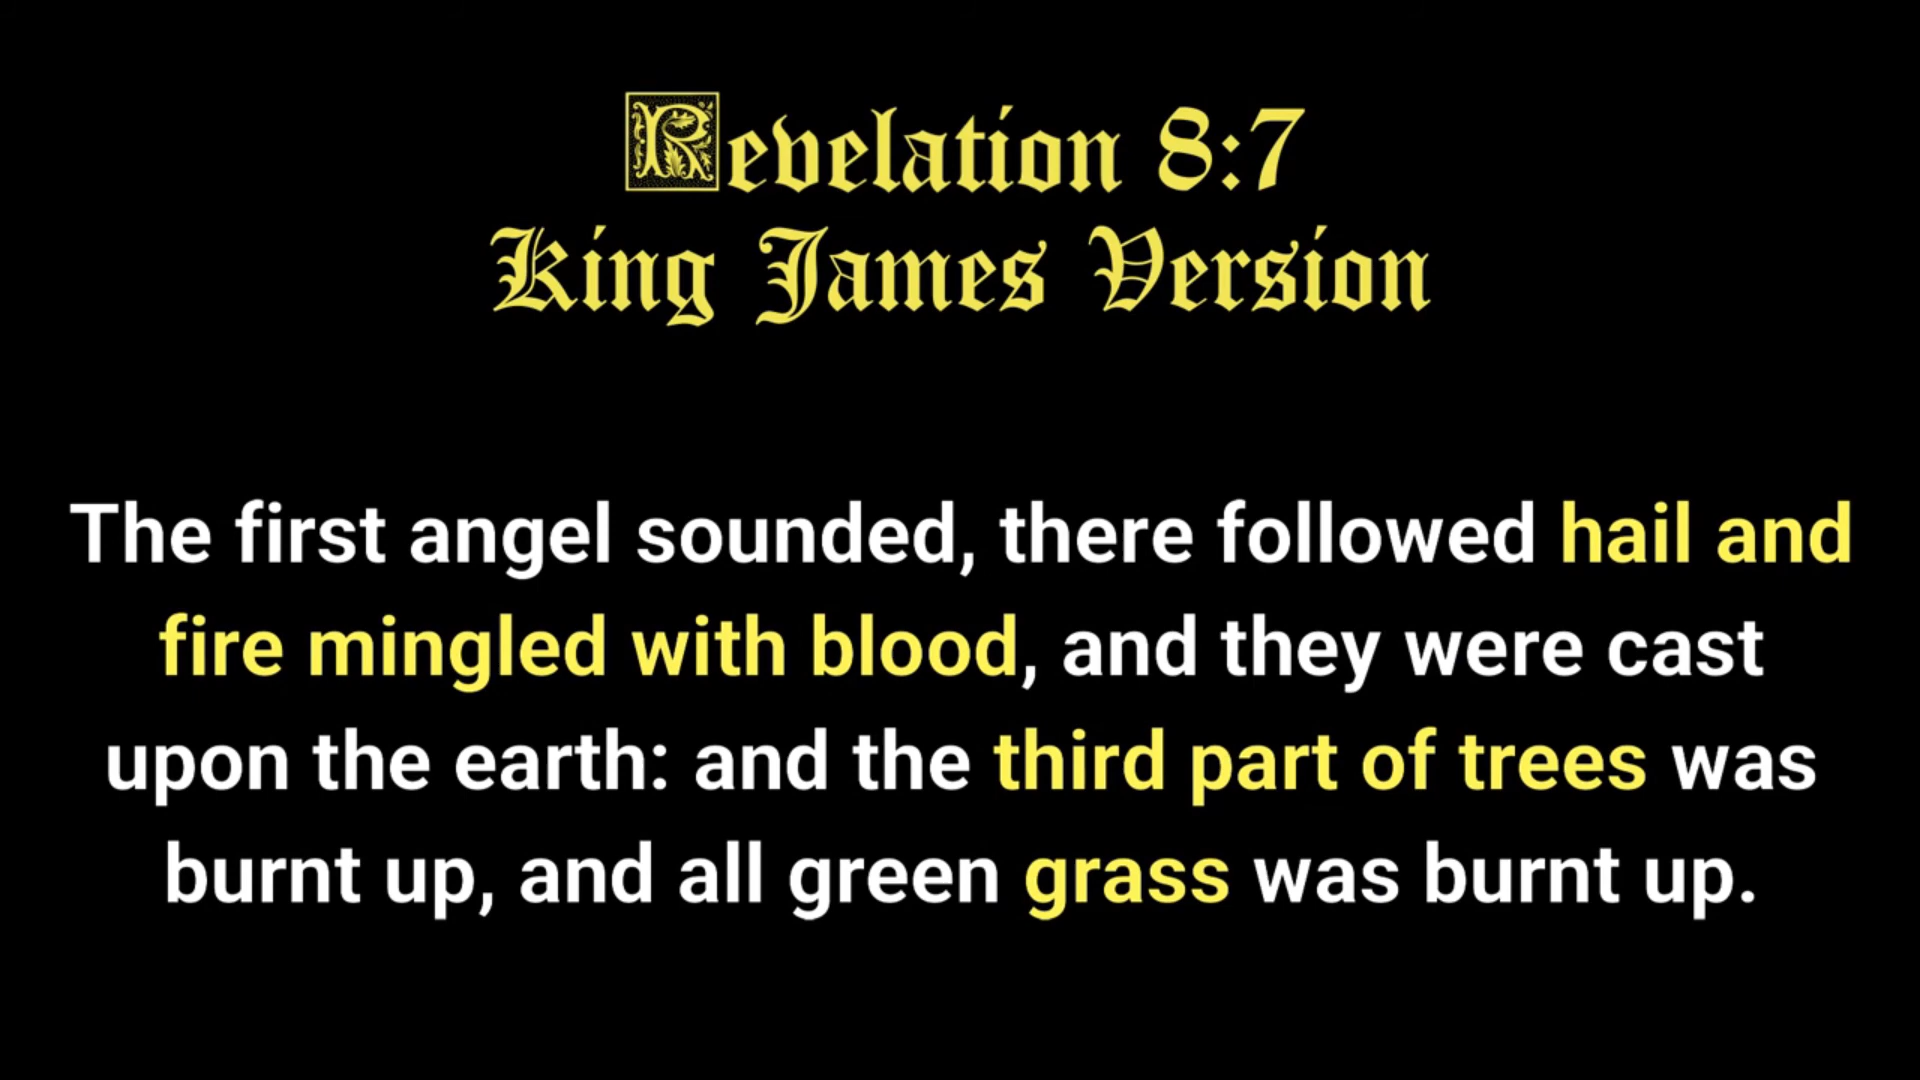 Revelation 8:7
King James Version
The first angel sounded, there followed hail and
fire mingled with blood, and they were cast
upon the earth: and the third part of trees was
burnt up, and all green grass was burnt up.